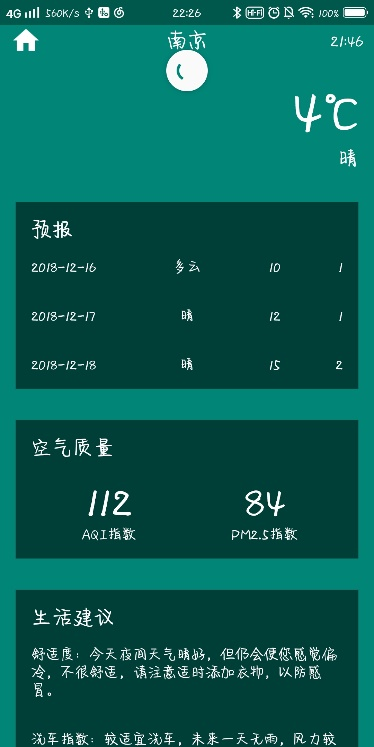 4G 560K/s 22:26 HI-FI 100%
南京 21:46
4℃
晴
预报
2018-12-16 多云 10 1
2018-12-17 晴 12 1
2018-12-18 晴 15 2
空气质量
112 84
AQI指数 PM2.5指数
生活建议
舒适度：今天夜间天气晴好，但仍会使您感觉偏
冷，不很舒适，请注意适时添加衣物，以防感
冒。
洗车指数：较适宜洗车，未来一天无雨，风力较